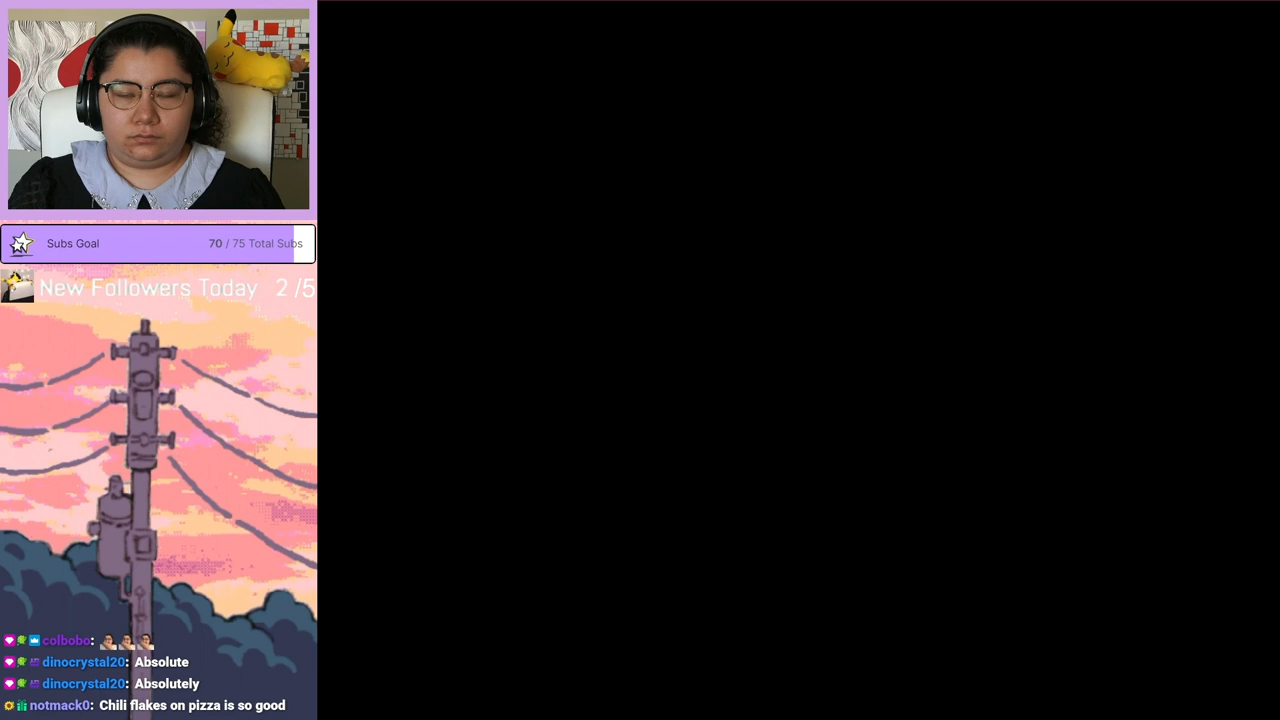 Subs Goal 70 / 75 Total Subs
New Followers Today 2 /5
colbobo:
dinocrystal20: Absolute
dinocrystal20: Absolutely
notmack0: Chili flakes on pizza is so good